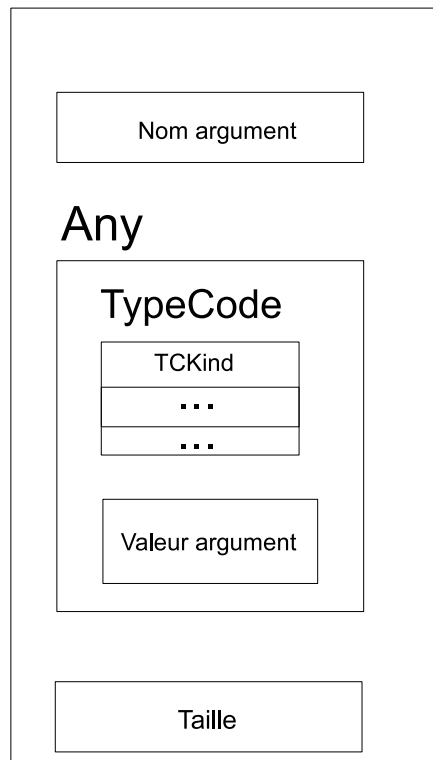 Nom argument
Any
TypeCode
TCKind
...
...
Valeur argument
Taille